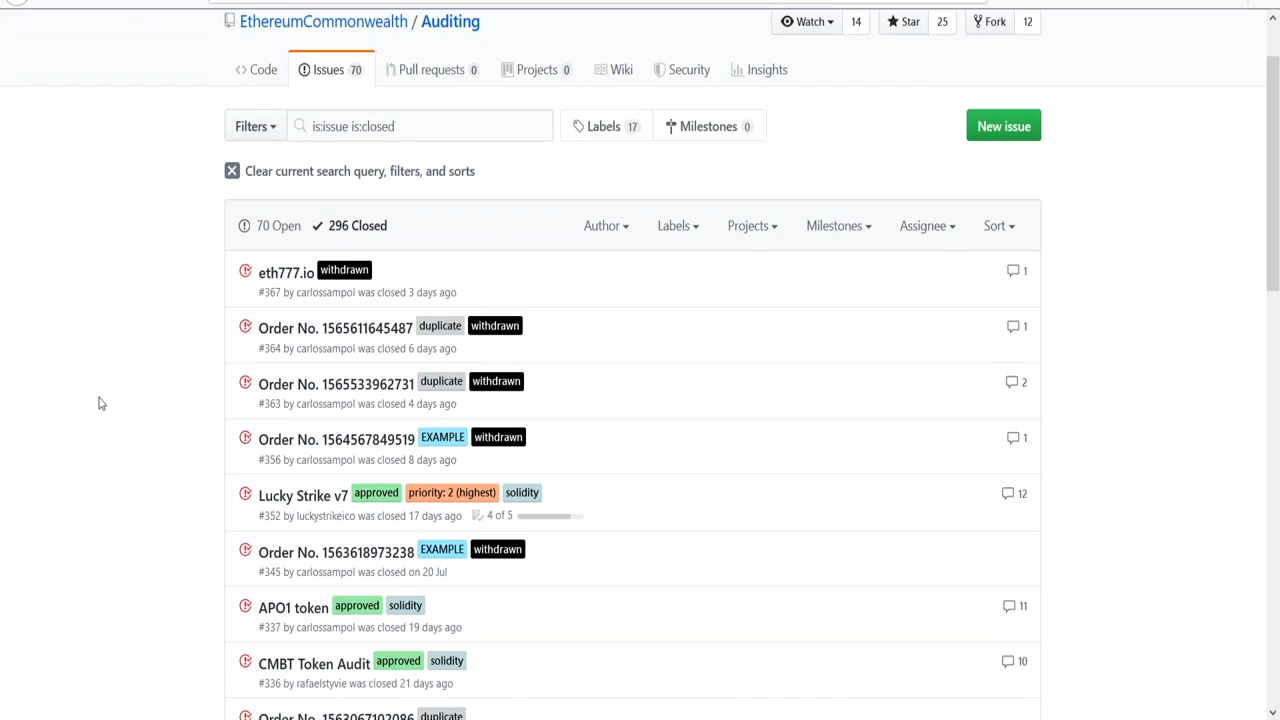 EthereumCommonwealth / Auditing
Watch 14 Star 25 Fork 12
Code Issues 70 Pull requests 0 Projects 0 Wiki Security Insights
Filters is:issue is:closed Labels 17 Milestones 0 New issue
Clear current search query, filters, and sorts
70 Open 296 Closed Author Labels Projects Milestones Assignee Sort
eth777.io withdrawn 1
#367 by carlossampol was closed 3 days ago
Order No. 1565611645487 duplicate withdrawn 1
#364 by carlossampol was closed 6 days ago
Order No. 1565533962731 duplicate withdrawn 2
#363 by carlossampol was closed 4 days ago
Order No. 1564567849519 EXAMPLE withdrawn 1
#356 by carlossampol was closed 8 days ago
Lucky Strike v7 approved priority: 2 (highest) solidity 12
#352 by luckystrikeico was closed 17 days ago 4 of 5
Order No. 1563618973238 EXAMPLE withdrawn
#345 by carlossampol was closed on 20 Jul
APO1 token approved solidity 11
#337 by carlossampol was closed 19 days ago
CMBT Token Audit approved solidity 10
#336 by rafaelstyvie was closed 21 days ago
Order No. 1563067102086 duplicate